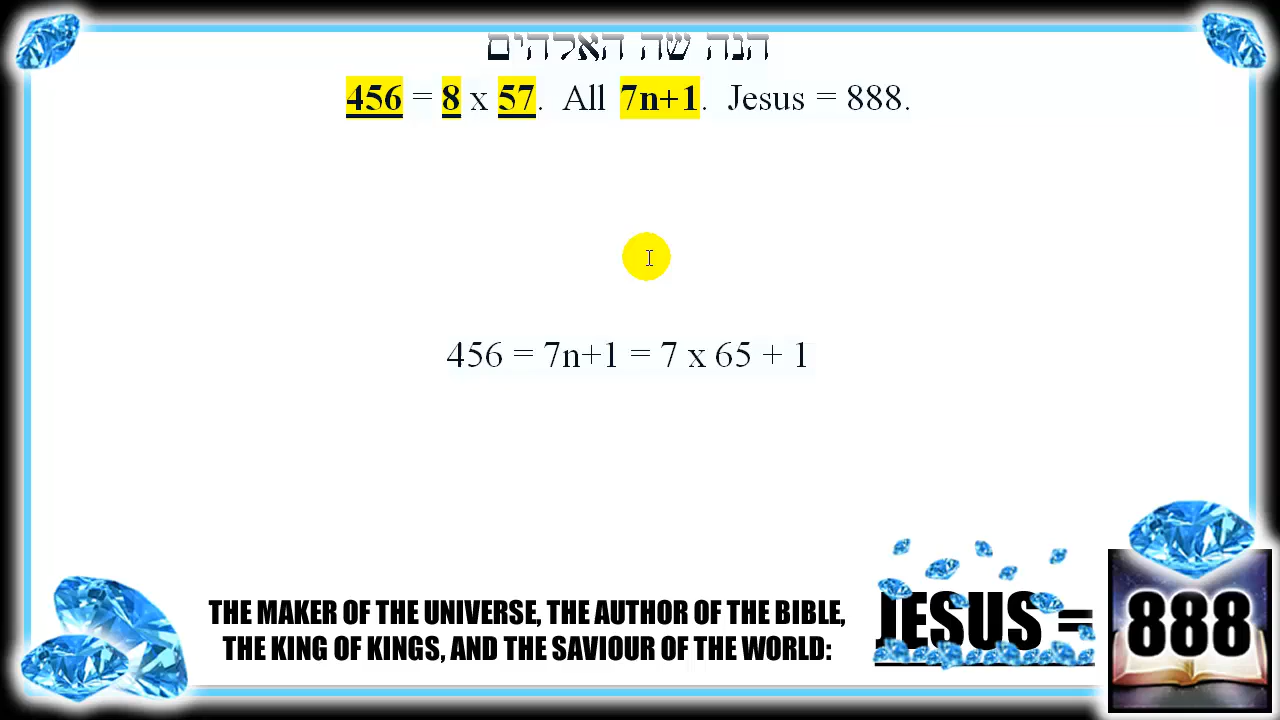 הנה שה האלהים
456 = 8 x 57. All 7n+1. Jesus = 888.
456 = 7n+1 = 7 x 65 + 1
THE MAKER OF THE UNIVERSE, THE AUTHOR OF THE BIBLE,
THE KING OF KINGS, AND THE SAVIOUR OF THE WORLD:
JESUS = 888